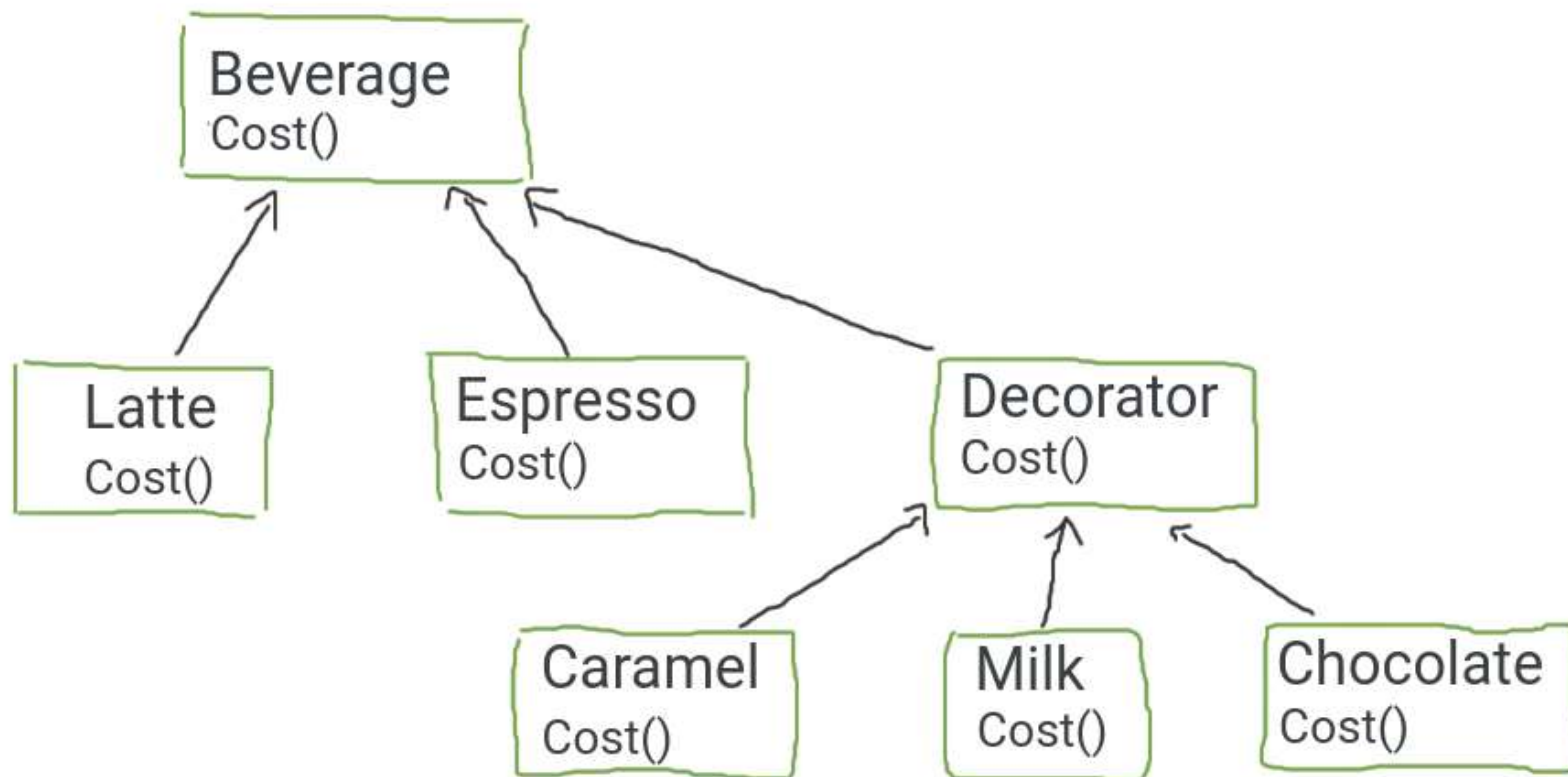 Beverage
Cost()
Latte
Cost()
Espresso
Cost()
Decorator
Cost()
Caramel
Cost()
Milk
Cost()
Chocolate
Cost()